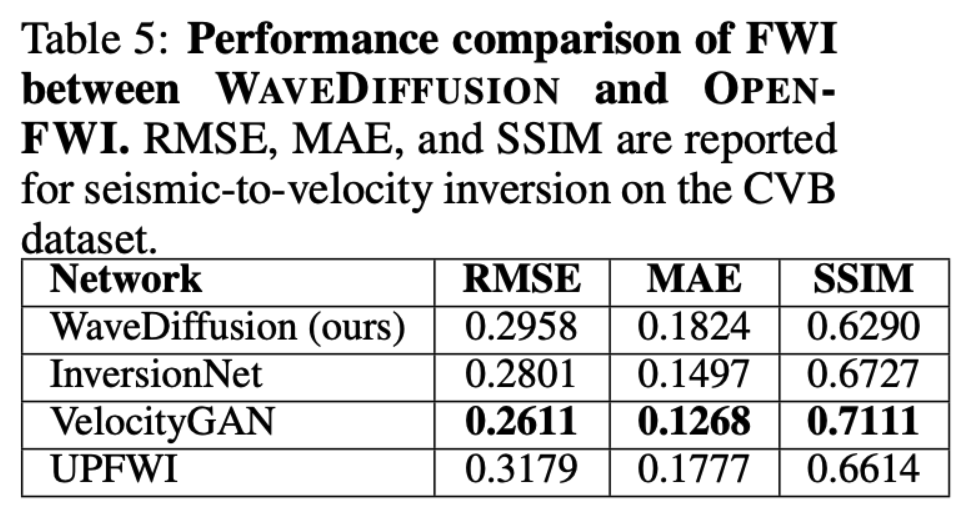 Table 5: Performance comparison of FWI
between WAVEDIFFUSION and OPEN-
FWI. RMSE, MAE, and SSIM are reported
for seismic-to-velocity inversion on the CVB
dataset.
Network RMSE MAE SSIM
WaveDiffusion (ours) 0.2958 0.1824 0.6290
InversionNet 0.2801 0.1497 0.6727
VelocityGAN 0.2611 0.1268 0.7111
UPFWI 0.3179 0.1777 0.6614